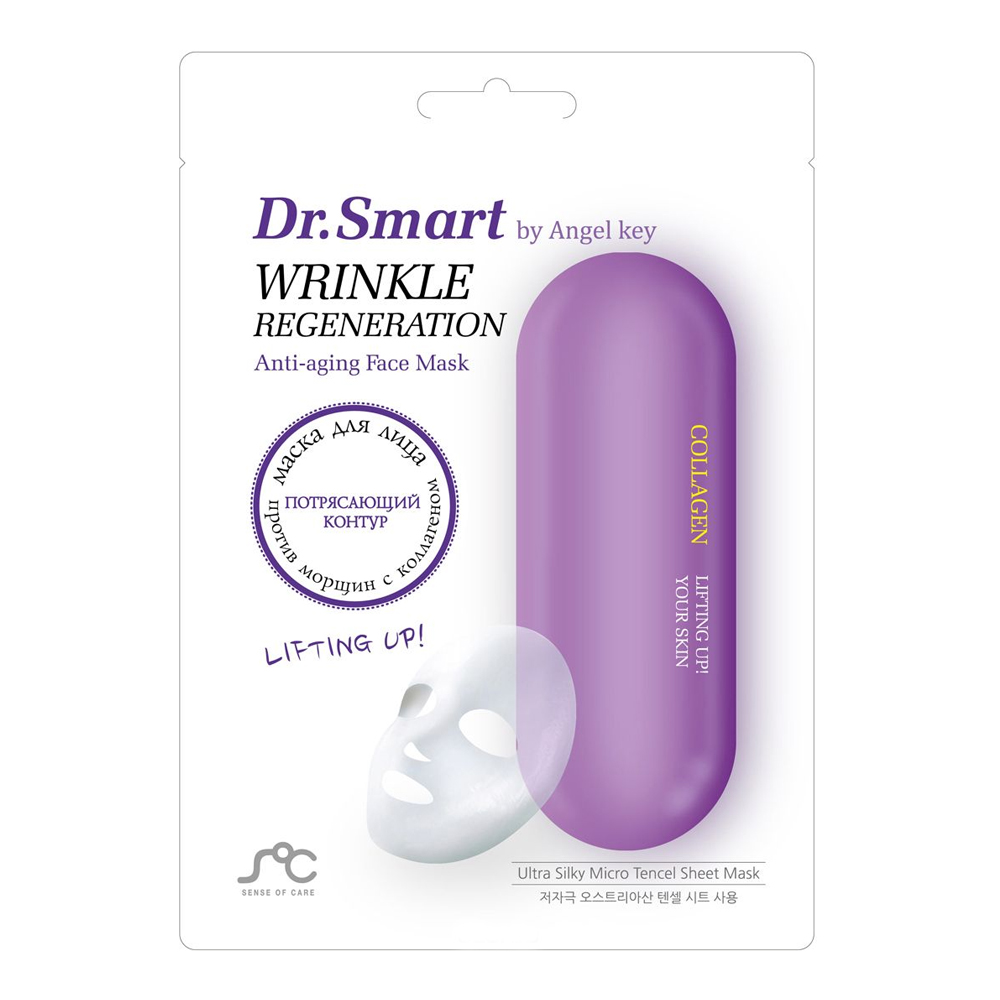 Dr.Smart by Angel key
WRINKLE
REGENERATION
Anti-aging Face Mask
маска для лица
ПОТРЯСАЮЩИЙ
КОНТУР
против морщин с коллагеном
LIFTING UP!
COLLAGEN
LIFTING UP!
YOUR SKIN
soc
SENSE OF CARE
Ultra Silky Micro Tencel Sheet Mask
저자극 오스트리아산 텐셀 시트 사용